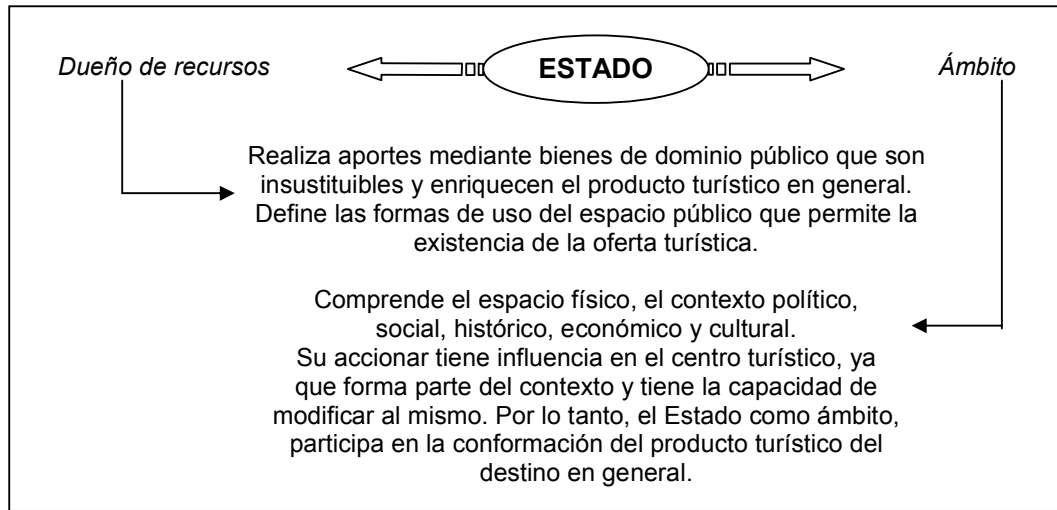 Dueño de recursos
ESTADO
Ámbito
Realiza aportes mediante bienes de dominio público que son
insustituibles y enriquecen el producto turístico en general.
Define las formas de uso del espacio público que permite la
existencia de la oferta turística.
Comprende el espacio físico, el contexto político,
social, histórico, económico y cultural.
Su accionar tiene influencia en el centro turístico, ya
que forma parte del contexto y tiene la capacidad de
modificar al mismo. Por lo tanto, el Estado como ámbito,
participa en la conformación del producto turístico del
destino en general.